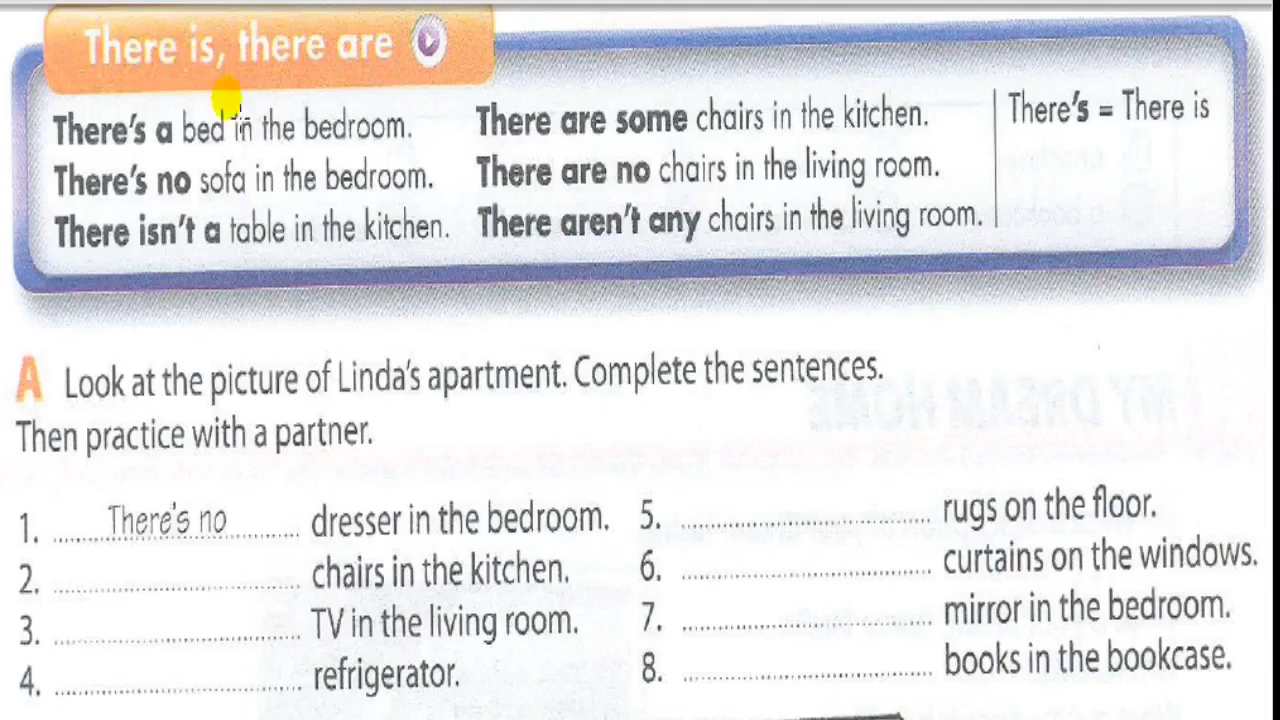 There is, there are
There's a bed in the bedroom.
There's no sofa in the bedroom.
There isn't a table in the kitchen.
There are some chairs in the kitchen.
There are no chairs in the living room.
There aren't any chairs in the living room.
There's = There is
A Look at the picture of Linda's apartment. Complete the sentences.
Then practice with a partner.
1. There's no dresser in the bedroom.
2. chairs in the kitchen.
3. TV in the living room.
4. refrigerator.
5. rugs on the floor.
6. curtains on the windows.
7. mirror in the bedroom.
8. books in the bookcase.
MY DREAM HOME